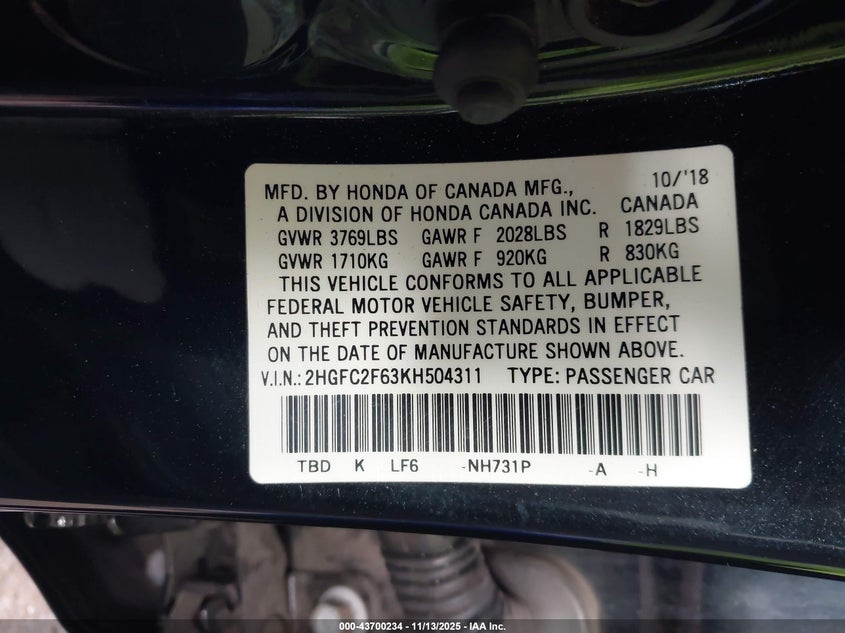 MFD. BY HONDA OF CANADA MFG., 10/'18
A DIVISION OF HONDA CANADA INC. CANADA
GVWR 3769LBS GAWR F 2028LBS R 1829LBS
GVWR 1710KG GAWR F 920KG R 830KG
THIS VEHICLE CONFORMS TO ALL APPLICABLE
FEDERAL MOTOR VEHICLE SAFETY, BUMPER,
AND THEFT PREVENTION STANDARDS IN EFFECT
ON THE DATE OF MANUFACTURE SHOWN ABOVE.
V.I.N.: 2HGFC2F63KH504311 TYPE: PASSENGER CAR
TBD K LF6 -NH731P -A -H
000-43700234 - 11/13/2025 - IAA Inc.